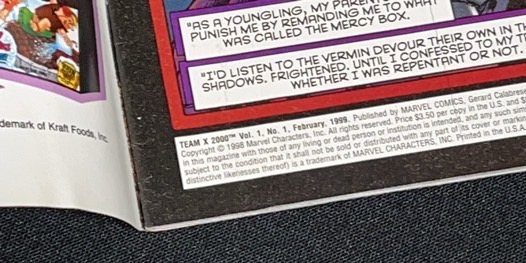 "AS A YOUNGLING, MY PAREN
PUNISH ME BY REMANDING ME TO WHAT
WAS CALLED THE MERCY BOX.
"I'D LISTEN TO THE VERMIN DEVOUR THEIR OWN IN T
SHADOWS. FRIGHTENED. UNTIL I CONFESSED TO MY T
WHETHER I WAS REPENTANT OR NOT
demark of Kraft Foods, Inc.
TEAM X 2000™ Vol. 1, No. 1, February, 1999. Published by MARVEL COMICS, Gerard Calabrese
Copyright © 1998 Marvel Characters, Inc. All rights reserved. Price $3.50 per copy in the U.S. and
in this magazine with those of any living or dead person or institution is intended, and any such sim
subject to the condition that it shall not be sold or distributed with any part of its cover or marki
distinctive likenesses thereof) is a trademark of MARVEL CHARACTERS, INC. Printed in the U.S.A